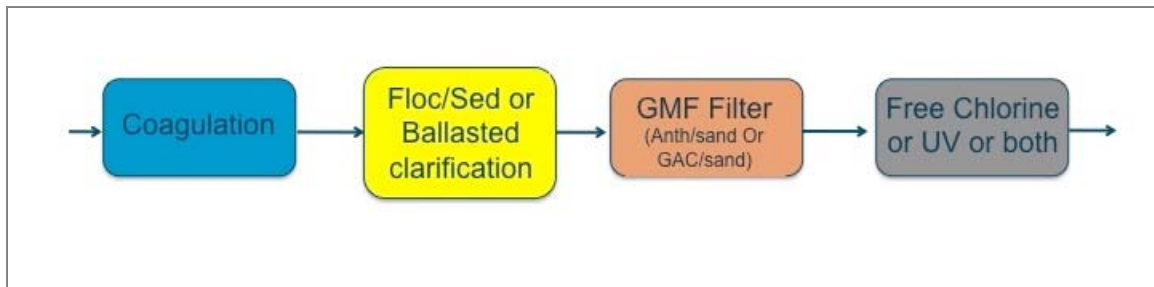 Coagulation
Floc/Sed or
Ballasted
clarification
GMF Filter
(Anth/sand Or
GAC/sand)
Free Chlorine
or UV or both